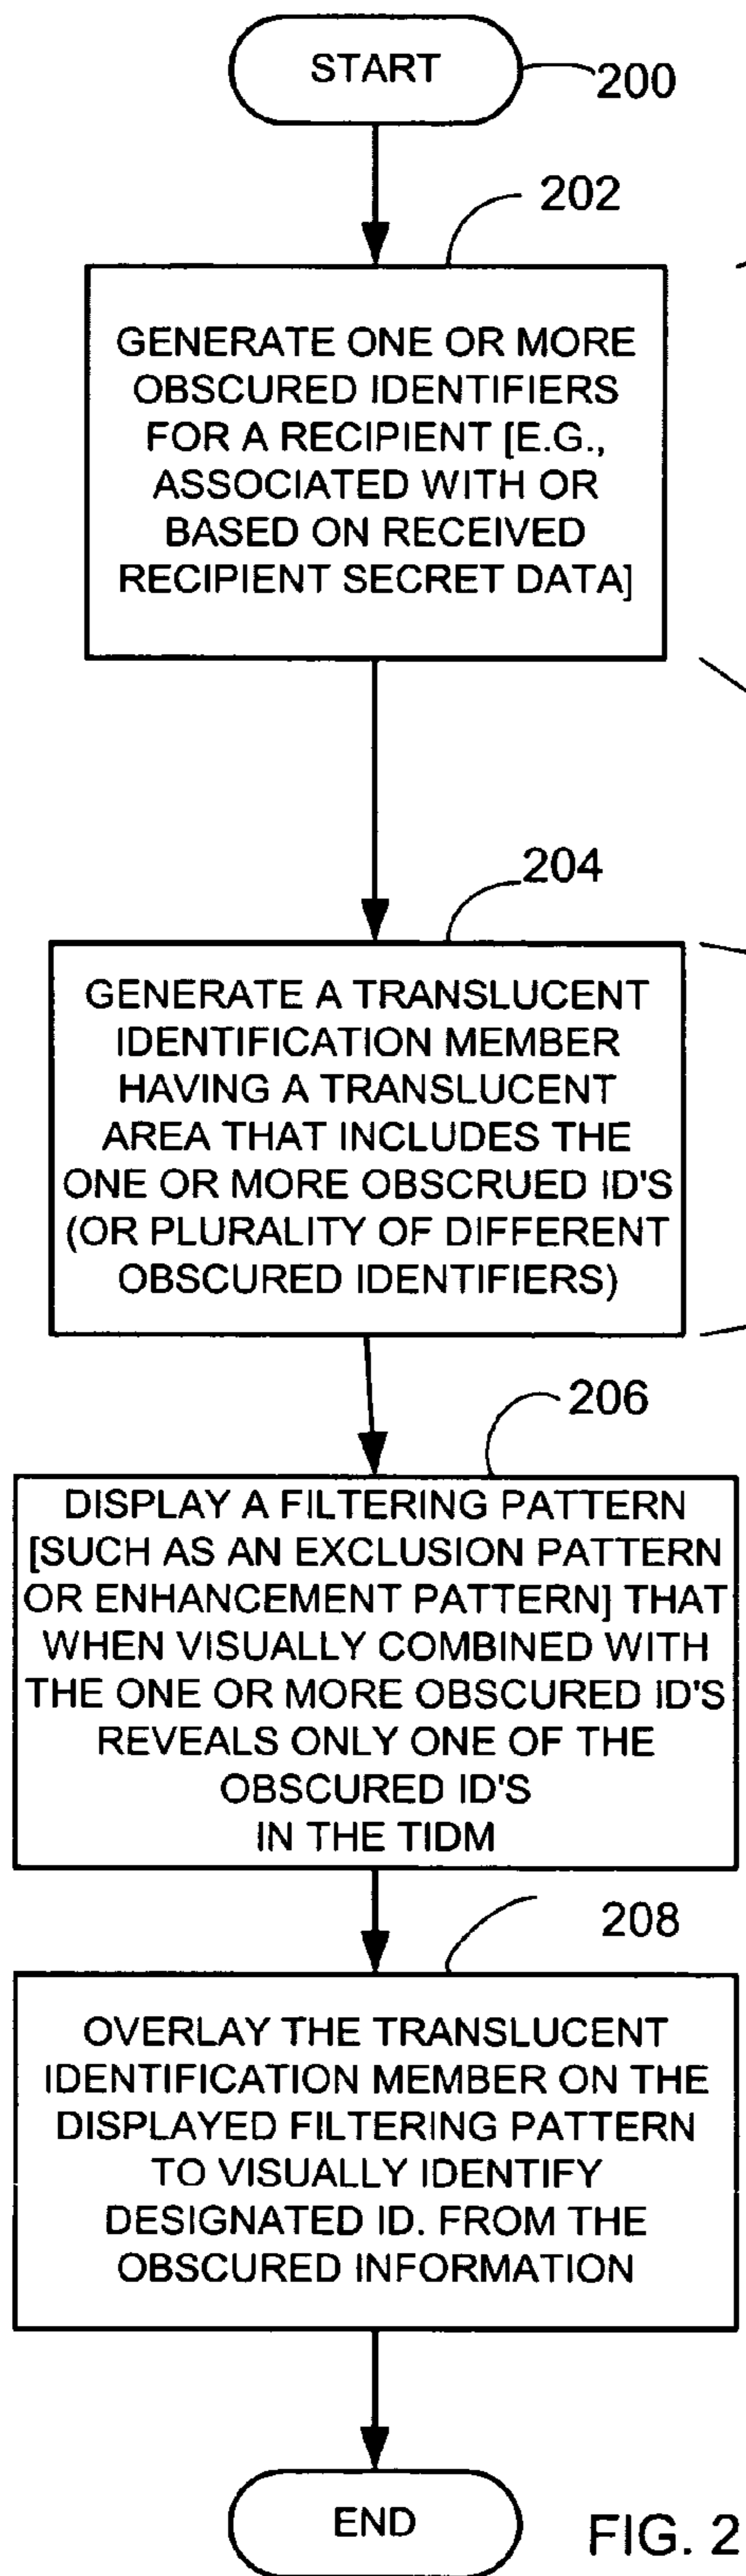 START
200
202
GENERATE ONE OR MORE
OBSCURED IDENTIFIERS
FOR A RECIPIENT [E.G.,
ASSOCIATED WITH OR
BASED ON RECEIVED
RECIPIENT SECRET DATA]
204
GENERATE A TRANSLUCENT
IDENTIFICATION MEMBER
HAVING A TRANSLUCENT
AREA THAT INCLUDES THE
ONE OR MORE OBSCRUED ID'S
(OR PLURALITY OF DIFFERENT
OBSCURED IDENTIFIERS)
206
DISPLAY A FILTERING PATTERN
[SUCH AS AN EXCLUSION PATTERN
OR ENHANCEMENT PATTERN] THAT
WHEN VISUALLY COMBINED WITH
THE ONE OR MORE OBSCURED ID'S
REVEALS ONLY ONE OF THE
OBSCURED ID'S
IN THE TIDM
208
OVERLAY THE TRANSLUCENT
IDENTIFICATION MEMBER ON THE
DISPLAYED FILTERING PATTERN
TO VISUALLY IDENTIFY
DESIGNATED ID. FROM THE
OBSCURED INFORMATION
END
FIG. 2